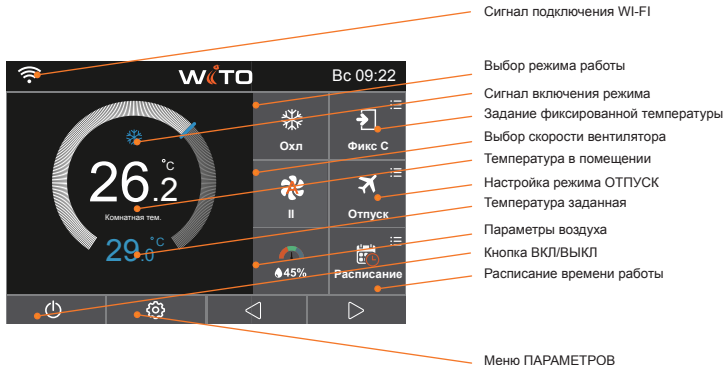 Сигнал подключения WI-FI
WiTO
Вс 09:22
Выбор режима работы
Сигнал включения режима
Задание фиксированной температуры
Выбор скорости вентилятора
Температура в помещении
Настройка режима ОТПУСК
Температура заданная
Параметры воздуха
Кнопка ВКЛ/ВЫКЛ
Расписание времени работы
Меню ПАРАМЕТРОВ
26.2 °C
Комнатная тем.
29.0 °C
Охл
Фикс С
II
Отпуск
A
45%
Расписание